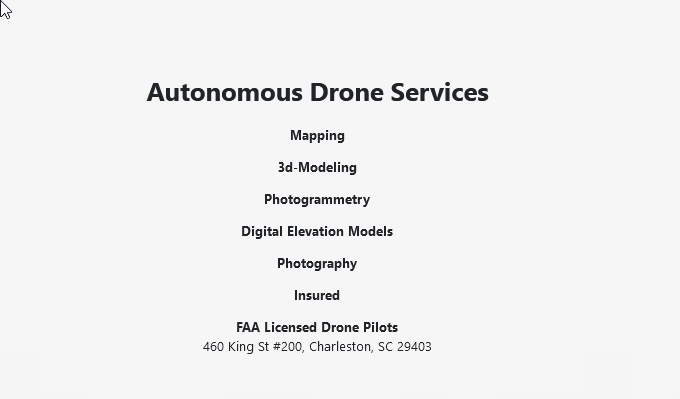 Autonomous Drone Services
Mapping
3d-Modeling
Photogrammetry
Digital Elevation Models
Photography
Insured
FAA Licensed Drone Pilots
460 King St #200, Charleston, SC 29403